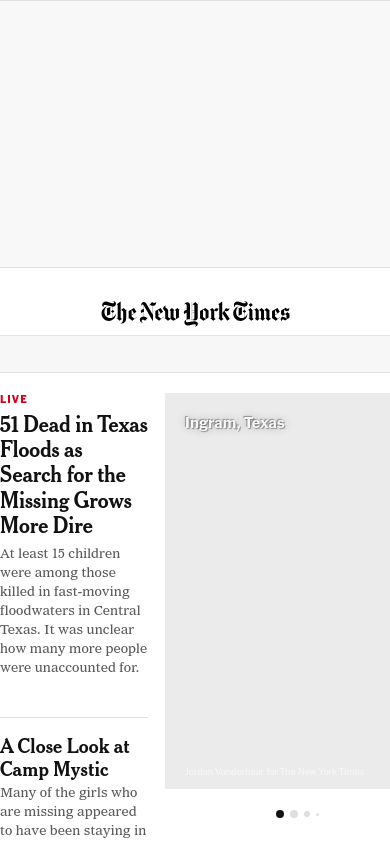 The New York Times
LIVE
51 Dead in Texas
Floods as
Search for the
Missing Grows
More Dire
At least 15 children
were among those
killed in fast-moving
floodwaters in Central
Texas. It was unclear
how many more people
were unaccounted for.
A Close Look at
Camp Mystic
Many of the girls who
are missing appeared
to have been staying in
Ingram, Texas
Jordan Vonderhaar for The New York Times